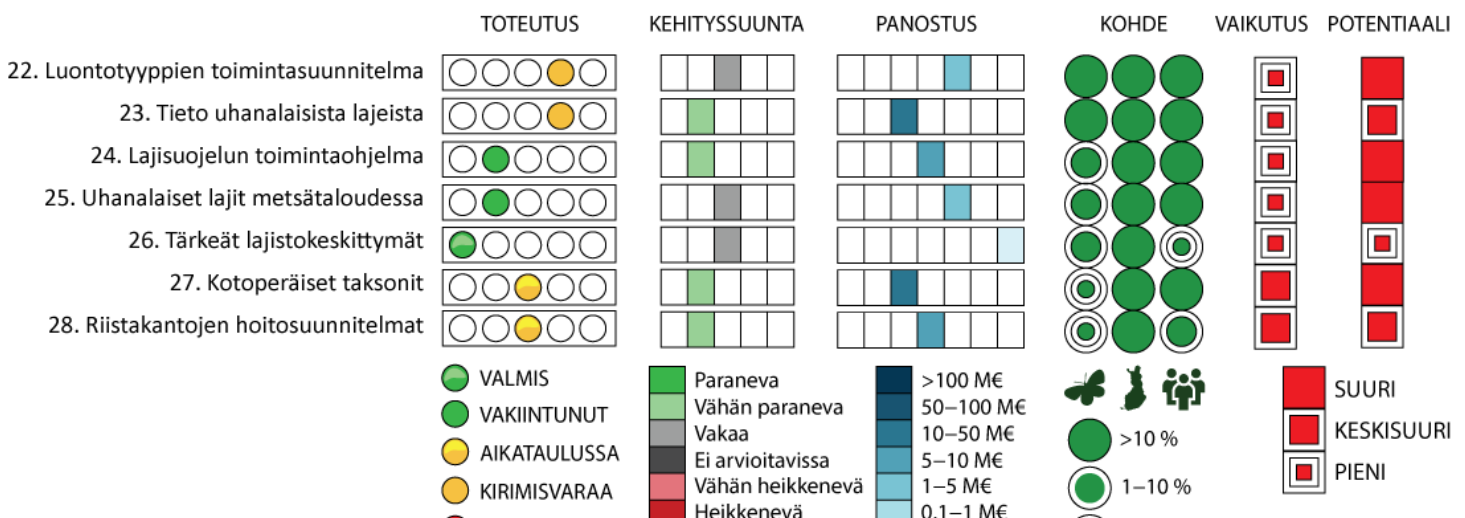 TOTEUTUS KEHITYSSUUNTA PANOSTUS KOHDE VAIKUTUS POTENTIAALI
22. Luontotyyppien toimintasuunnitelma
23. Tieto uhanalaisista lajeista
24. Lajisuojelun toimintaohjelma
25. Uhanalaiset lajit metsätaloudessa
26. Tärkeät lajistokeskittymät
27. Kotoperäiset taksonit
28. Riistakantojen hoitosuunnitelmat
VALMIS
VAKIINTUNUT
AIKATAULUSSA
KIRIMISVARAA
Paraneva
Vähän paraneva
Vakaa
Ei arvioitavissa
Vähän heikkenevä
Heikkenevä
>100 M€
50–100 M€
10–50 M€
5–10 M€
1–5 M€
0,1–1 M€
>10 %
1–10 %
SUURI
KESKISUURI
PIENI